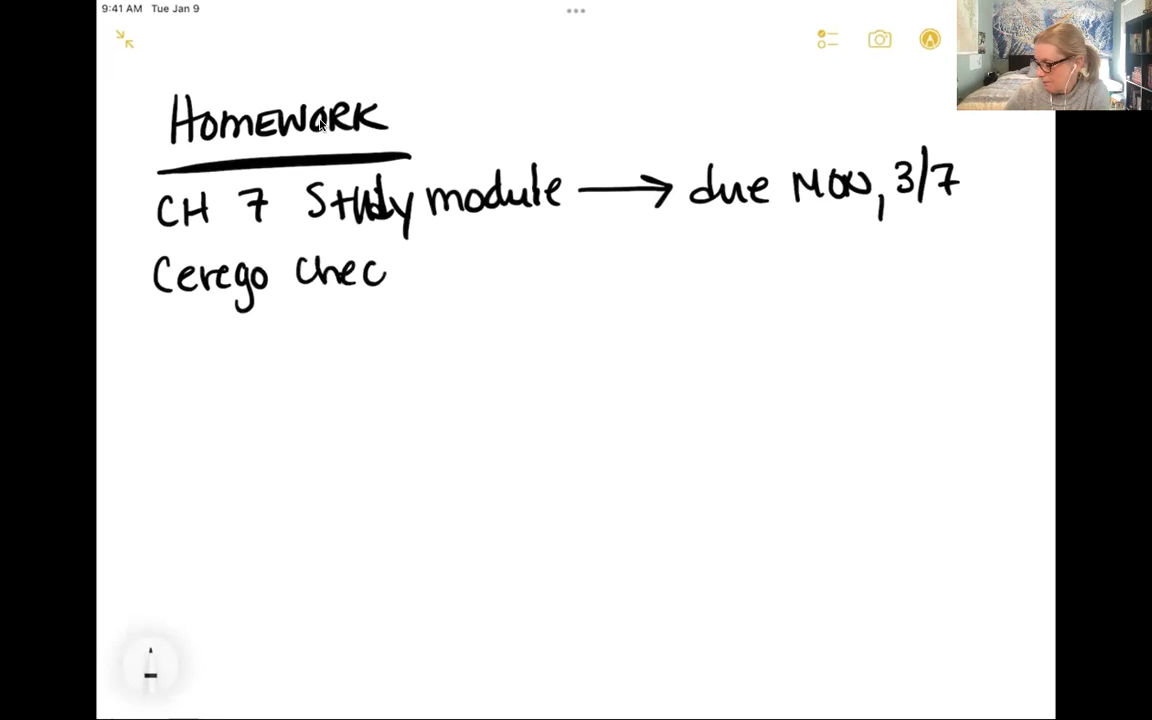 9:41 AM Tue Jan 9
HOMEWORK
CH 7 Study module → due MON, 3/7
Cerego Chec